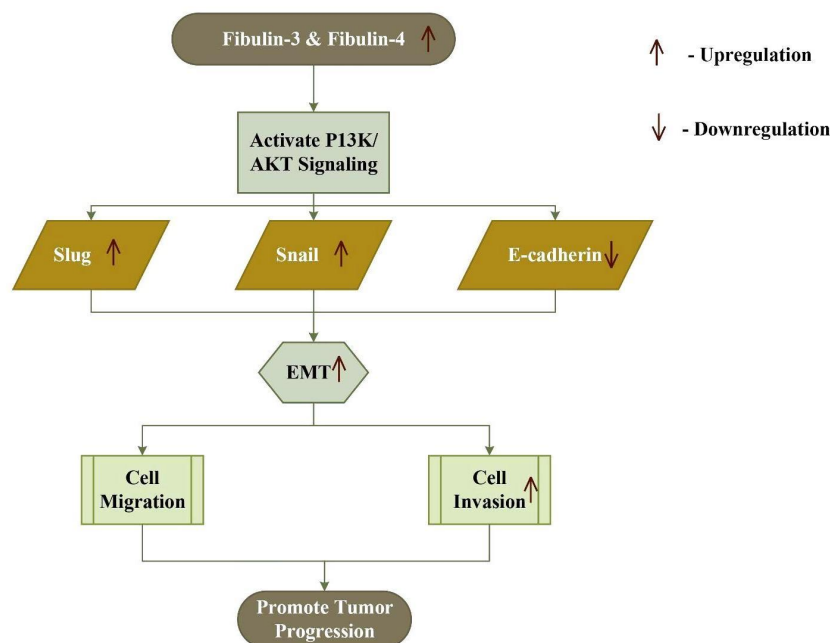 Fibulin-3 & Fibulin-4 ↑
↑ - Upregulation
↓ - Downregulation
Activate P13K/
AKT Signaling
Slug ↑
Snail ↑
E-cadherin ↓
EMT ↑
Cell
Migration
Cell
Invasion ↑
Promote Tumor
Progression